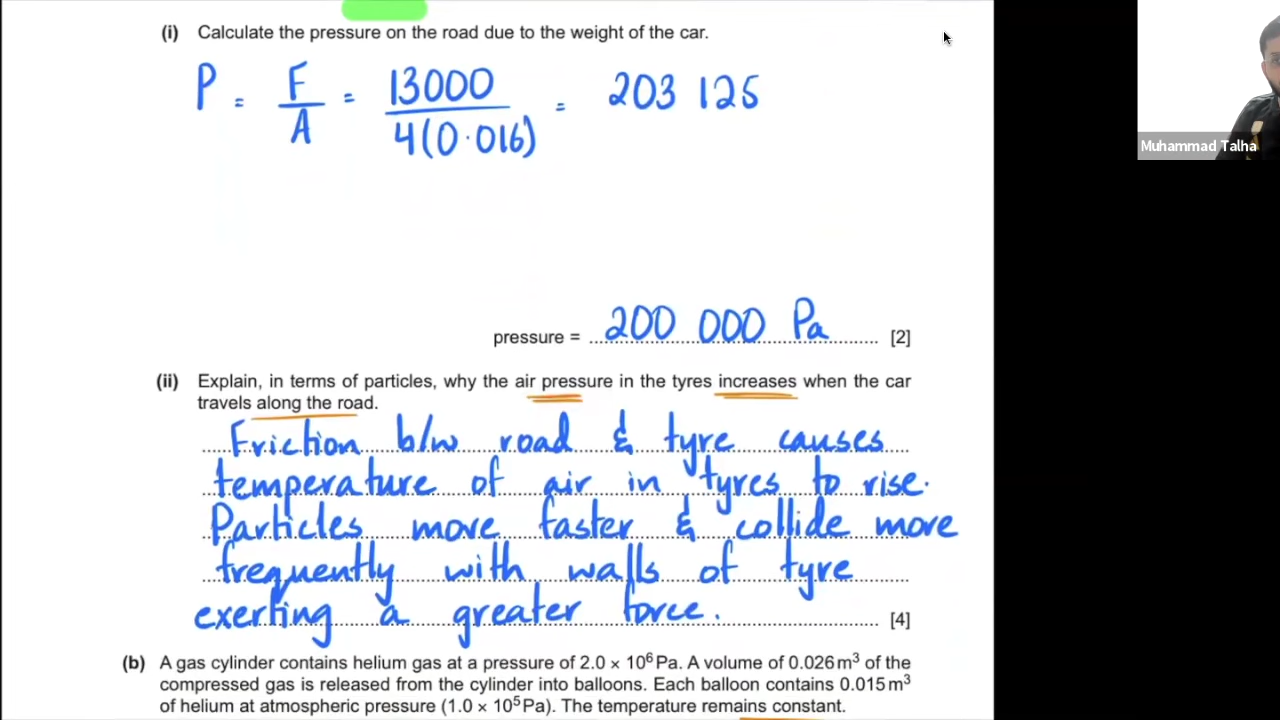 (i) Calculate the pressure on the road due to the weight of the car.
P = F/A = 13000/4(0.016) = 203 125
Muhammad Talha
pressure = 200 000 Pa [2]
(ii) Explain, in terms of particles, why the air pressure in the tyres increases when the car
travels along the road.
Friction b/w road & tyre causes
temperature of air in tyres to rise.
Particles move faster & collide more
frequently with walls of tyre
exerting a greater force. [4]
(b) A gas cylinder contains helium gas at a pressure of 2.0 × 10⁶ Pa. A volume of 0.026 m³ of the
compressed gas is released from the cylinder into balloons. Each balloon contains 0.015 m³
of helium at atmospheric pressure (1.0 × 10⁵ Pa). The temperature remains constant.